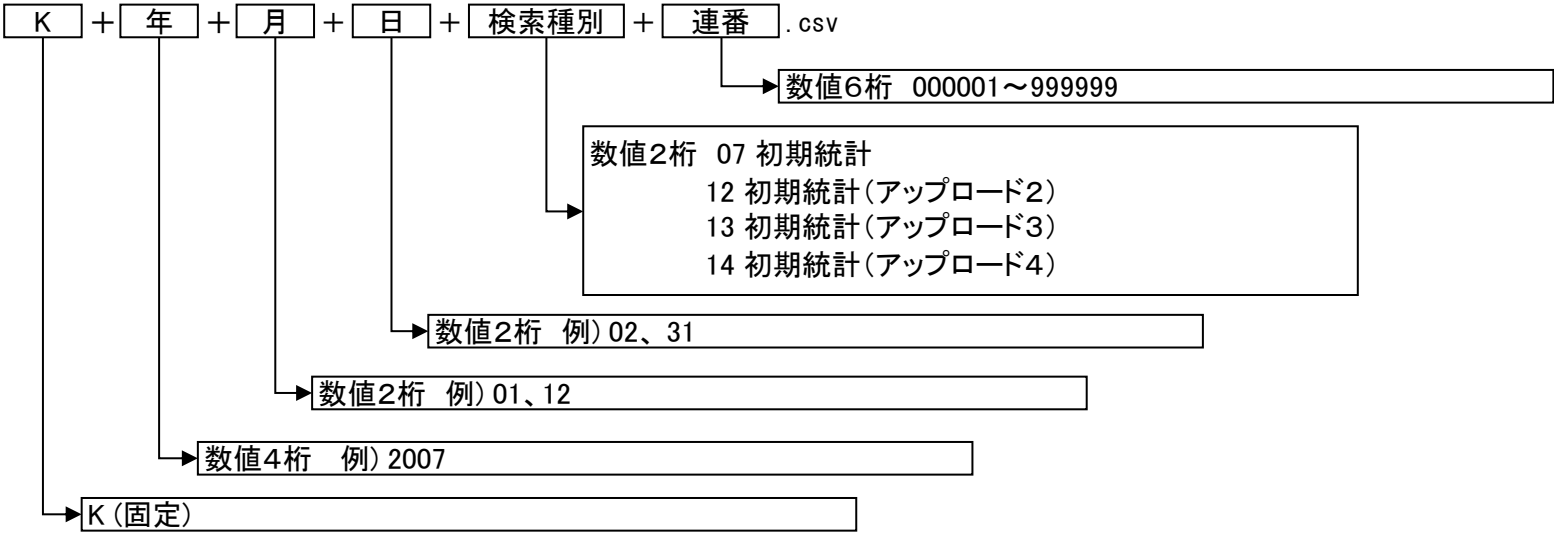 K＋年＋月＋日＋検索種別＋連番.csv
数値６桁　000001～999999
数値２桁　07 初期統計
12 初期統計（アップロード２）
13 初期統計（アップロード３）
14 初期統計（アップロード４）
数値２桁　例）02、31
数値２桁　例）01、12
数値４桁　例）2007
K（固定）